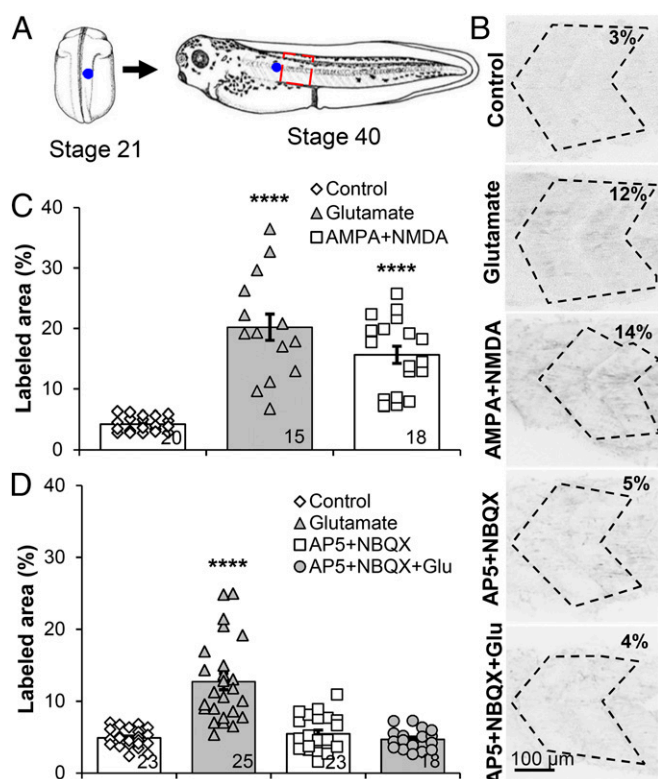 A
Stage 21
Stage 40
B
Control
3%
Glutamate
12%
AMPA+NMDA
14%
AP5+NBQX
5%
AP5+NBQX+Glu
4%
100 µm
C
Labeled area (%)
40
30
20
10
0
****
****
Control
Glutamate
AMPA+NMDA
20
15
18
D
Labeled area (%)
40
30
20
10
0
****
Control
Glutamate
AP5+NBQX
AP5+NBQX+Glu
23
25
23
18